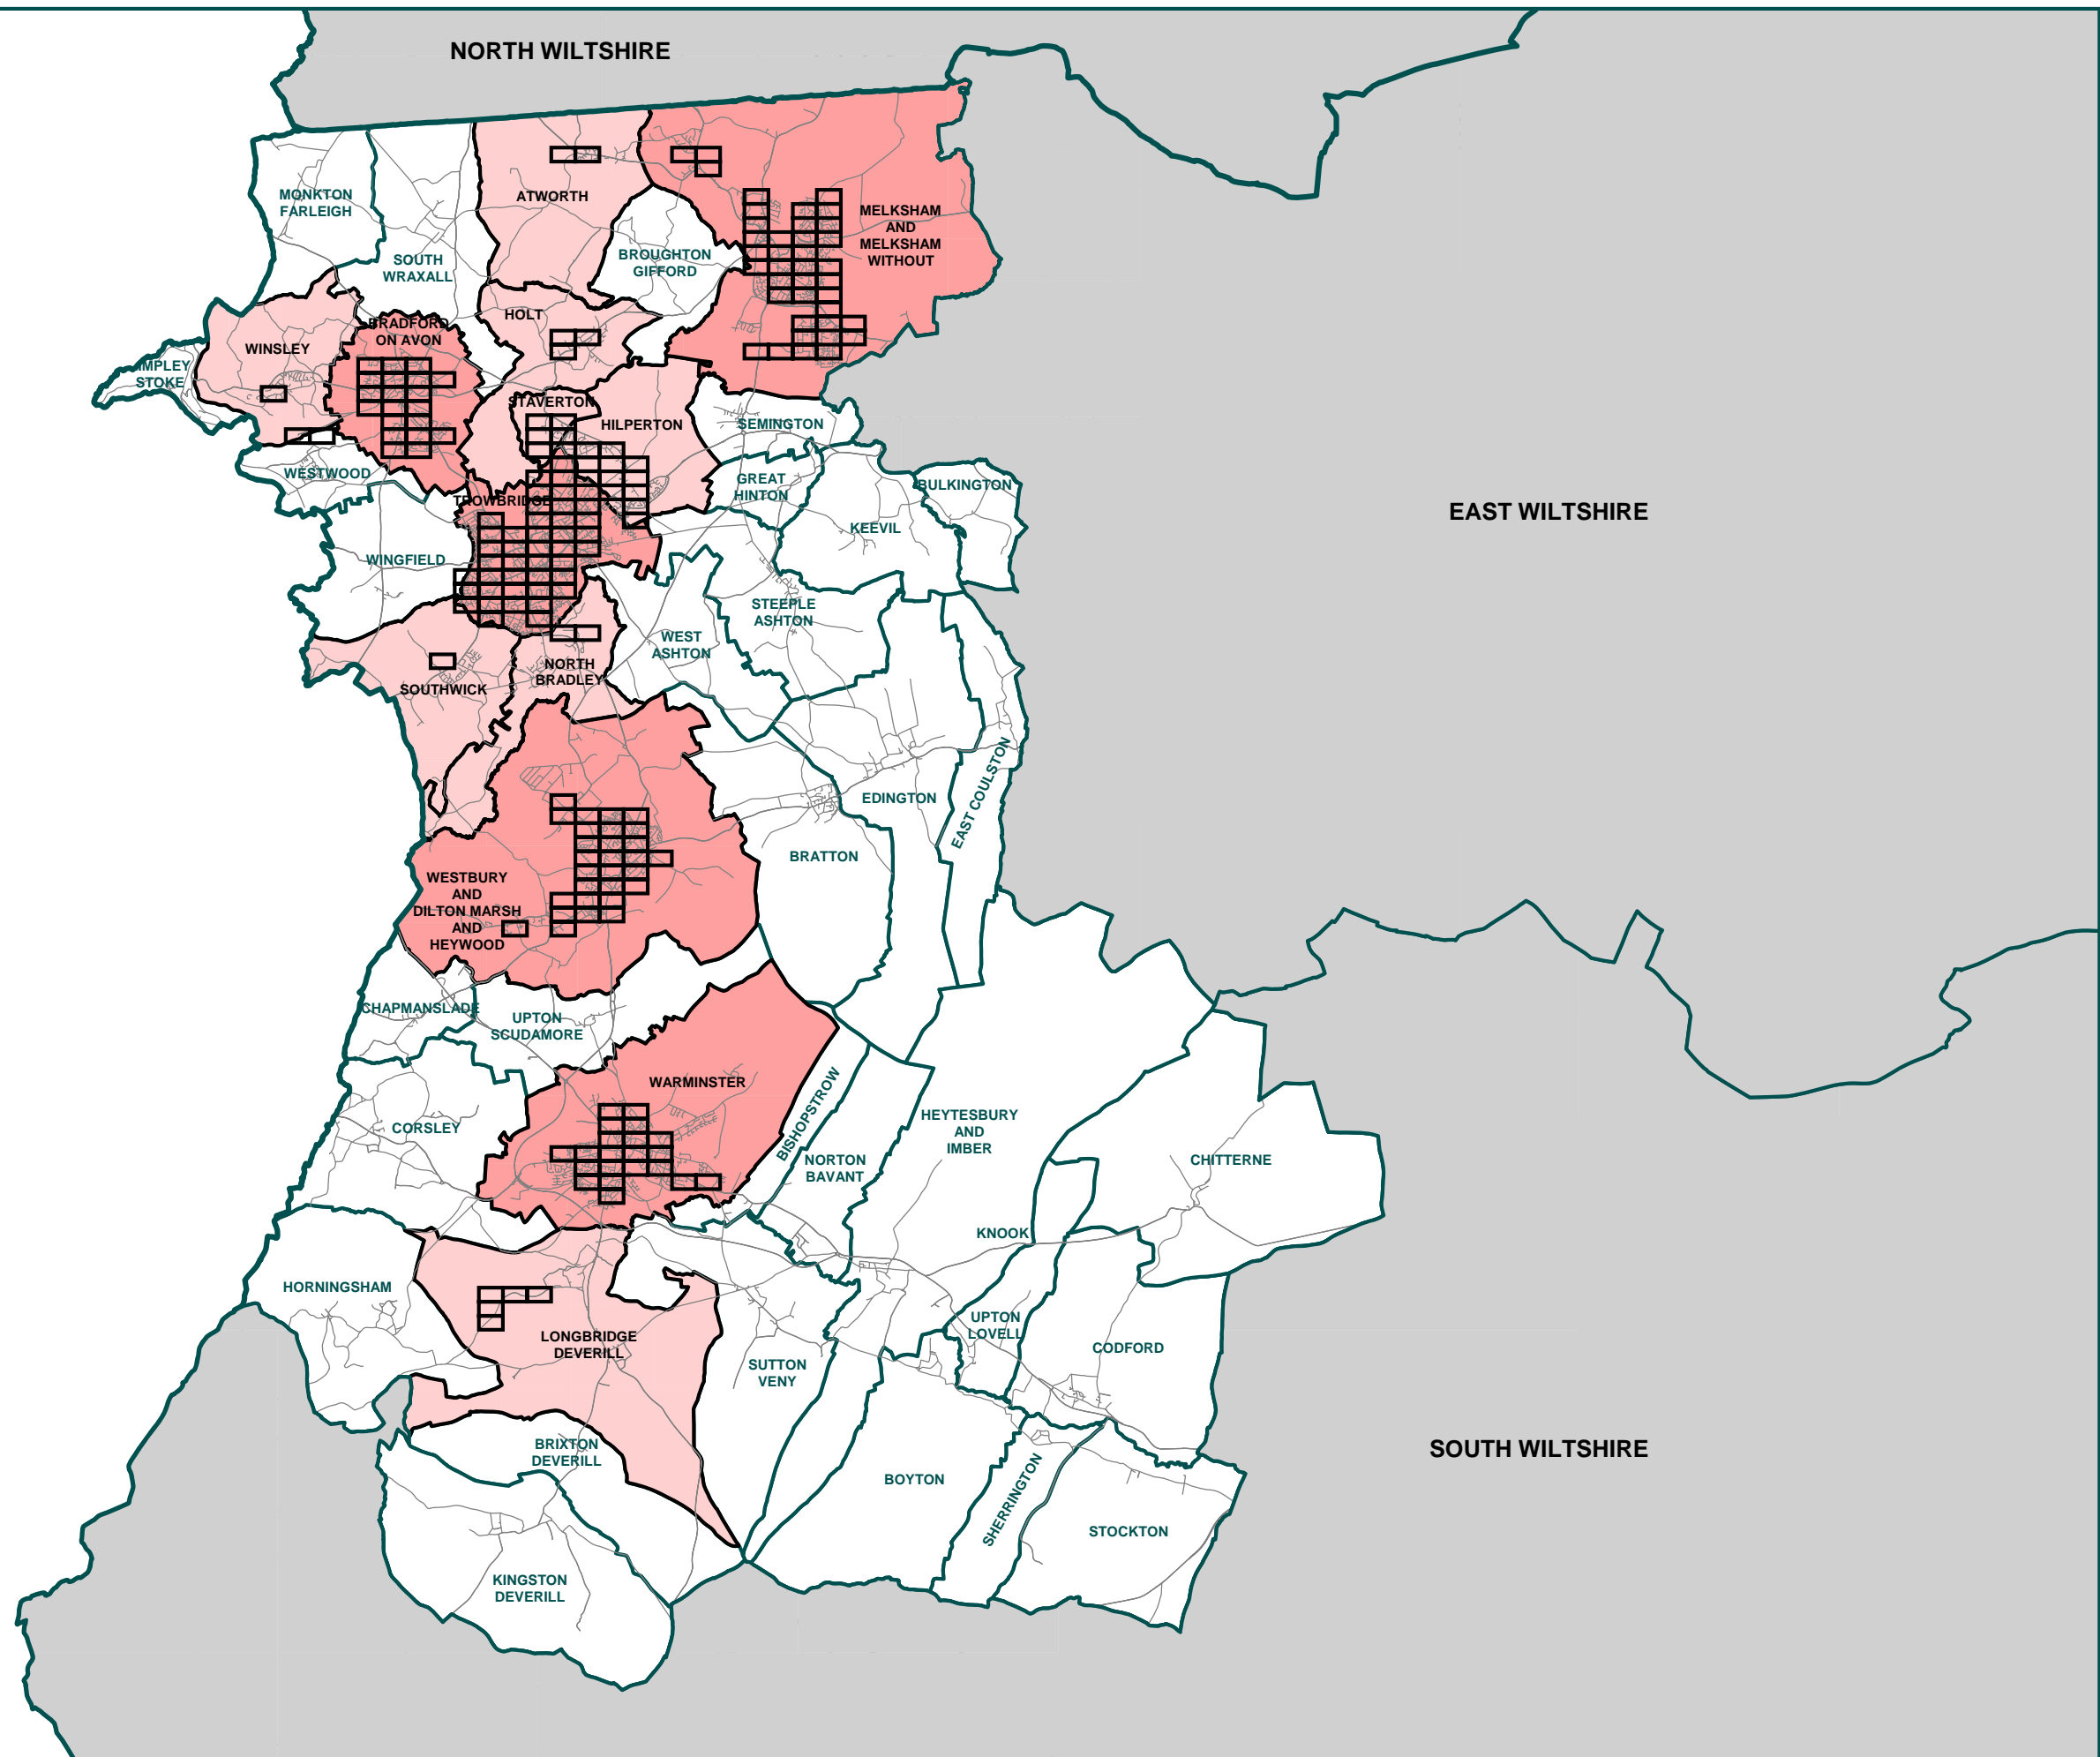 NORTH WILTSHIRE
MONKTON
FARLEIGH
ATWORTH
MELKSHAM
AND
MELKSHAM
WITHOUT
SOUTH
WRAXALL
BROUGHTON
GIFFORD
HOLT
BRADFORD
ON AVON
WINSLEY
IMPLEY
STOKE
STAVERTON
HILPERTON
SEMINGTON
WESTWOOD
GREAT
HINTON
BULKINGTON
TROWBRIDGE
EAST WILTSHIRE
KEEVIL
WINGFIELD
STEEPLE
ASHTON
WEST
ASHTON
NORTH
BRADLEY
SOUTHWICK
EDINGTON
EAST COULSTON
BRATTON
WESTBURY
AND
DILTON MARSH
AND
HEYWOOD
CHAPMANSLADE
UPTON
SCUDAMORE
WARMINSTER
BISHOPSTROW
CORSLEY
HEYTESBURY
AND
IMBER
NORTON
BAVANT
CHITTERNE
KNOOK
HORNINGSHAM
LONGBRIDGE
DEVERILL
UPTON
LOVELL
CODFORD
SUTTON
VENY
BRIXTON
DEVERILL
SOUTH WILTSHIRE
BOYTON
SHERRINGTON
STOCKTON
KINGSTON
DEVERILL